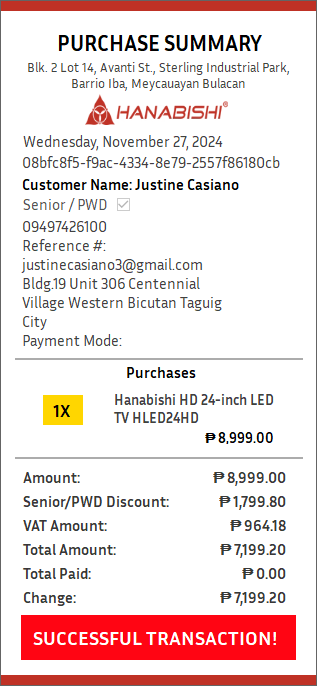 PURCHASE SUMMARY
Blk. 2 Lot 14, Avanti St., Sterling Industrial Park,
Barrio Iba, Meycauayan Bulacan
HANABISHI®
Wednesday, November 27, 2024
08bfc8f5-f9ac-4334-8e79-2557f86180cb
Customer Name: Justine Casiano
Senior / PWD
09497426100
Reference #:
justinecasiano3@gmail.com
Bldg.19 Unit 306 Centennial
Village Western Bicutan Taguig
City
Payment Mode:
Purchases
1X
Hanabishi HD 24-inch LED
TV HLED24HD
₱ 8,999.00
Amount: ₱ 8,999.00
Senior/PWD Discount: ₱ 1,799.80
VAT Amount: ₱ 964.18
Total Amount: ₱ 7,199.20
Total Paid: ₱ 0.00
Change: ₱ 7,199.20
SUCCESSFUL TRANSACTION!